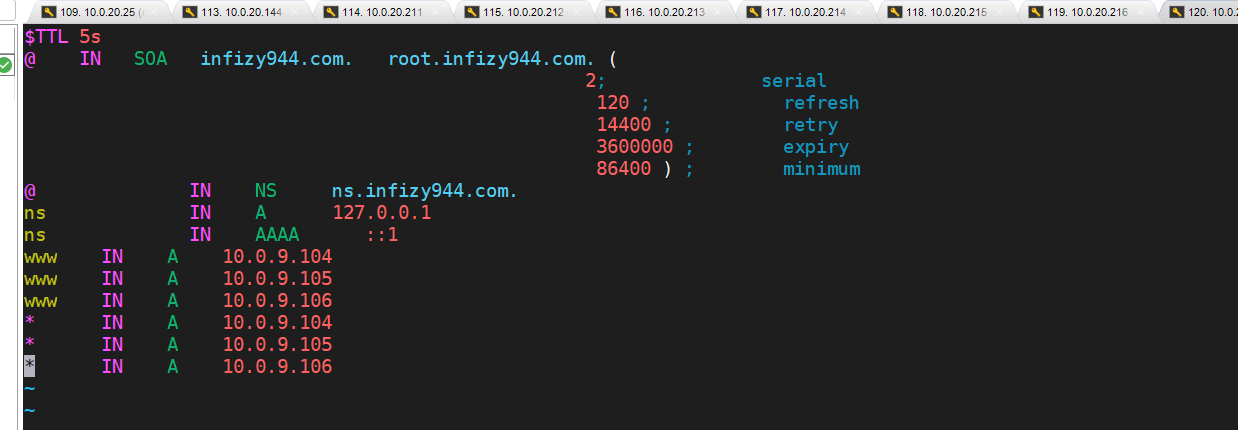 109. 10.0.20.25 (r 113. 10.0.20.144 114. 10.0.20.211 115. 10.0.20.212 116. 10.0.20.213 117. 10.0.20.214 118. 10.0.20.215 119. 10.0.20.216 120. 10.0.2
$TTL 5s
@ IN SOA infizy944.com. root.infizy944.com. (
2; serial
120 ; refresh
14400 ; retry
3600000 ; expiry
86400 ) ; minimum
@ IN NS ns.infizy944.com.
ns IN A 127.0.0.1
ns IN AAAA ::1
www IN A 10.0.9.104
www IN A 10.0.9.105
www IN A 10.0.9.106
* IN A 10.0.9.104
* IN A 10.0.9.105
* IN A 10.0.9.106
~
~